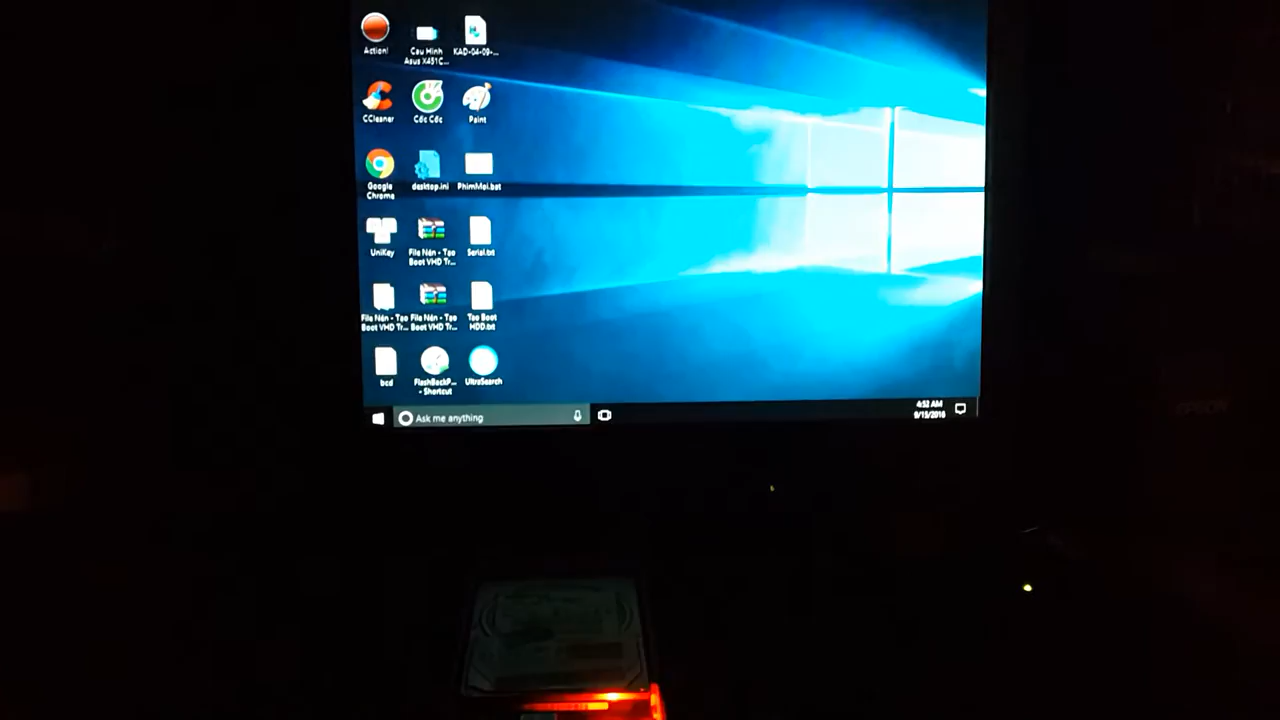 Action!
Cau Hinh
Asus X451C...
KAD-04-09-...
CCleaner
Cốc Cốc
Paint
Google
Chrome
desktop.ini
PhimMoi.bat
UniKey
File Nén - Tạo
Boot VHD Tr...
Serial.txt
File Nén - Tạo
Boot VHD Tr...
File Nén - Tạo
Boot VHD Tr...
Tao Boot
HDD.txt
bcd
FlashBackP...
- Shortcut
UltraSearch
Ask me anything
4:52 AM
9/15/2016
EPSON